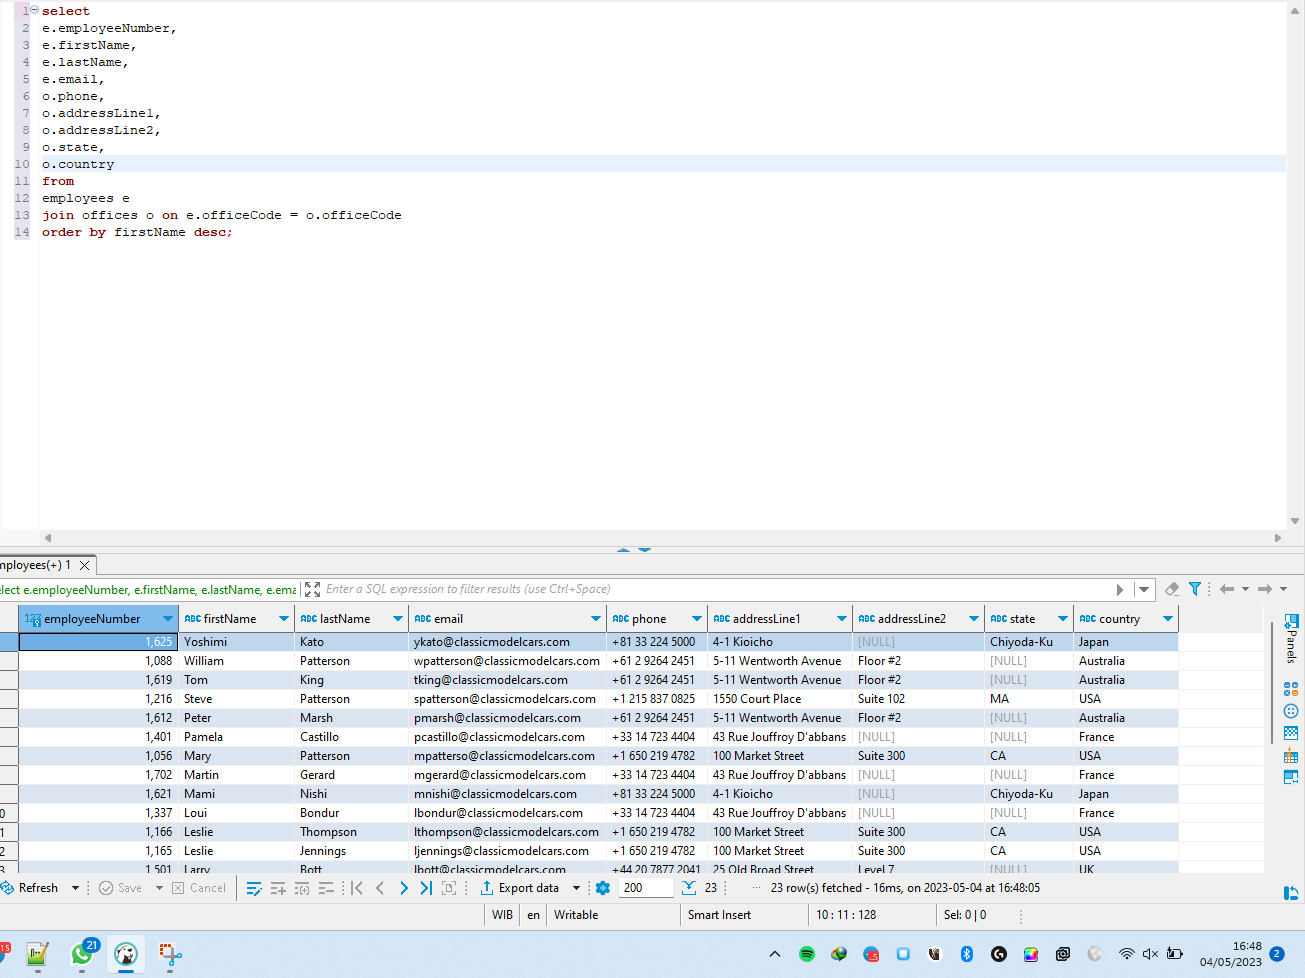 1 select
2 e.employeeNumber,
3 e.firstName,
4 e.lastName,
5 e.email,
6 o.phone,
7 o.addressLine1,
8 o.addressLine2,
9 o.state,
10 o.country
11 from
12 employees e
13 join offices o on e.officeCode = o.officeCode
14 order by firstName desc;
mployees(+) 1
elect e.employeeNumber, e.firstName, e.lastName, e.ema Enter a SQL expression to filter results (use Ctrl+Space)
123 employeeNumber ABC firstName ABC lastName ABC email ABC phone ABC addressLine1 ABC addressLine2 ABC state ABC country
1,625 Yoshimi Kato ykato@classicmodelcars.com +81 33 224 5000 4-1 Kioicho [NULL] Chiyoda-Ku Japan
1,088 William Patterson wpatterson@classicmodelcars.com +61 2 9264 2451 5-11 Wentworth Avenue Floor #2 [NULL] Australia
1,619 Tom King tking@classicmodelcars.com +61 2 9264 2451 5-11 Wentworth Avenue Floor #2 [NULL] Australia
1,216 Steve Patterson spatterson@classicmodelcars.com +1 215 837 0825 1550 Court Place Suite 102 MA USA
1,612 Peter Marsh pmarsh@classicmodelcars.com +61 2 9264 2451 5-11 Wentworth Avenue Floor #2 [NULL] Australia
1,401 Pamela Castillo pcastillo@classicmodelcars.com +33 14 723 4404 43 Rue Jouffroy D'abbans [NULL] [NULL] France
1,056 Mary Patterson mpatterso@classicmodelcars.com +1 650 219 4782 100 Market Street Suite 300 CA USA
1,702 Martin Gerard mgerard@classicmodelcars.com +33 14 723 4404 43 Rue Jouffroy D'abbans [NULL] [NULL] France
1,621 Mami Nishi mnishi@classicmodelcars.com +81 33 224 5000 4-1 Kioicho [NULL] Chiyoda-Ku Japan
0 1,337 Loui Bondur lbondur@classicmodelcars.com +33 14 723 4404 43 Rue Jouffroy D'abbans [NULL] [NULL] France
1 1,166 Leslie Thompson lthompson@classicmodelcars.com +1 650 219 4782 100 Market Street Suite 300 CA USA
2 1,165 Leslie Jennings ljennings@classicmodelcars.com +1 650 219 4782 100 Market Street Suite 300 CA USA
3 1,501 Larry Bott lbott@classicmodelcars.com +44 20 7877 2041 25 Old Broad Street Level 7 [NULL] UK
Panels
Refresh Save Cancel Export data 200 23 ... 23 row(s) fetched - 16ms, on 2023-05-04 at 16:48:05
WIB en Writable Smart Insert 10 : 11 : 128 Sel: 0 | 0
15 21 16:48 2
04/05/2023